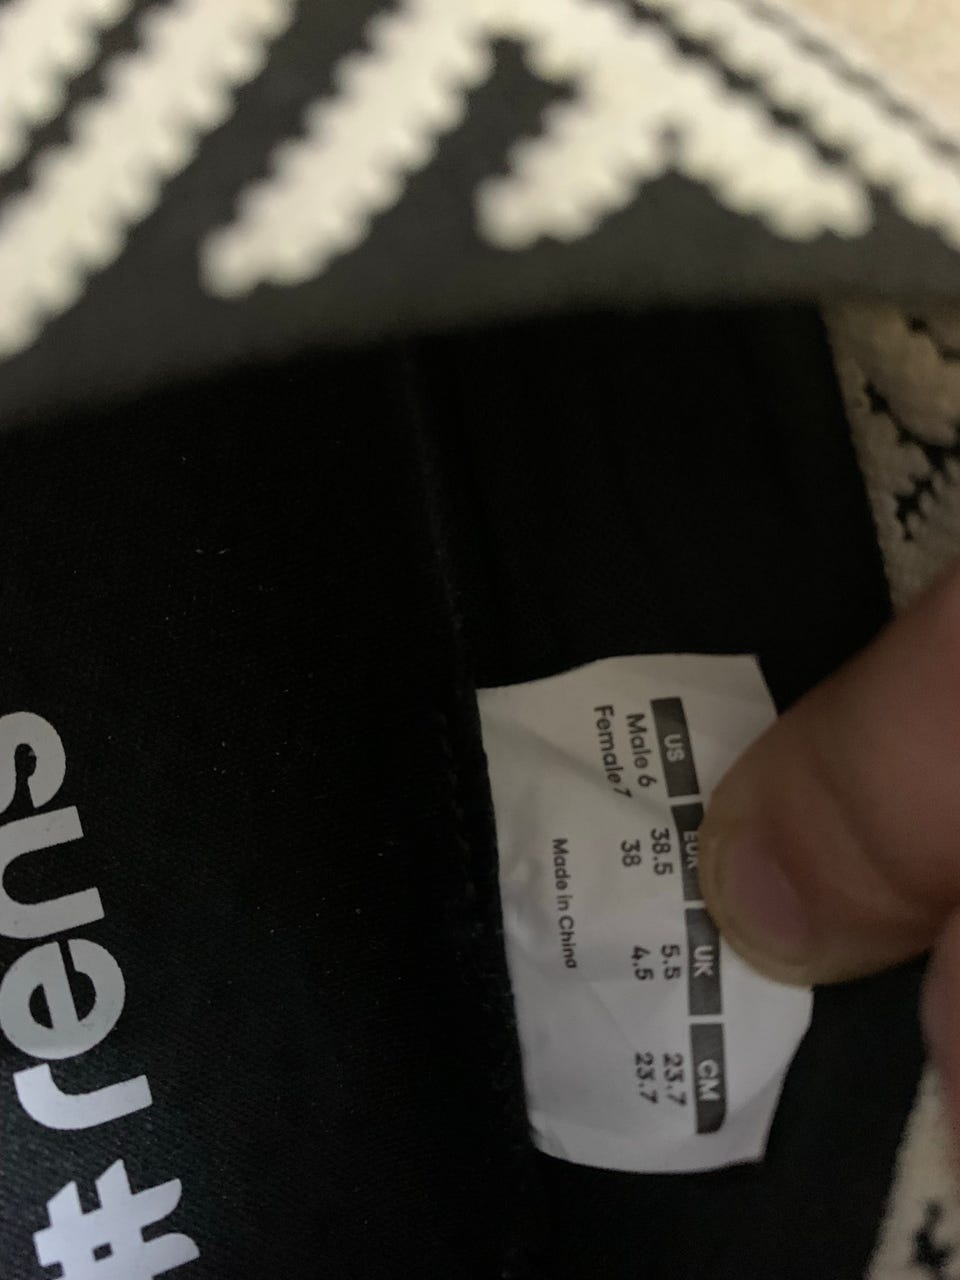 #rens
US EUR UK CM
Male 6 38.5 5.5 23.7
Female 7 38 4.5 23.7
Made in China